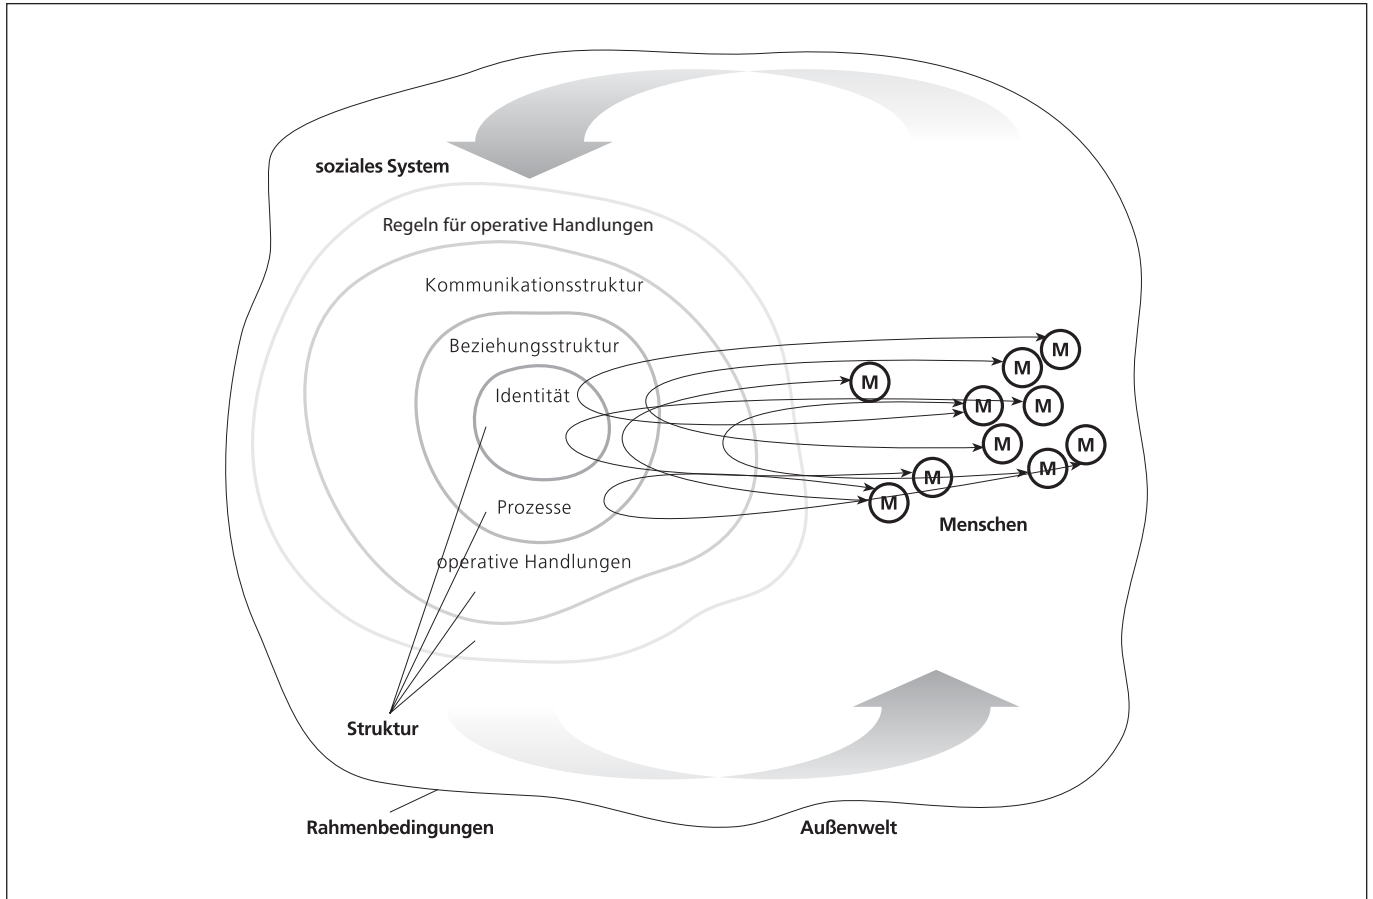 soziales System
Regeln für operative Handlungen
Kommunikationsstruktur
Beziehungsstruktur
Identität
M
M
M
M
M
M
M
M
M
M
Prozesse
Menschen
operative Handlungen
Struktur
Rahmenbedingungen
Außenwelt